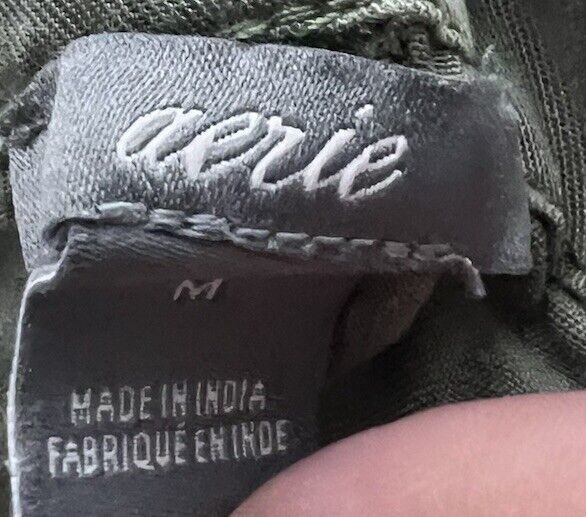 aerie
M
MADE IN INDIA
FABRIQUÉ EN INDE